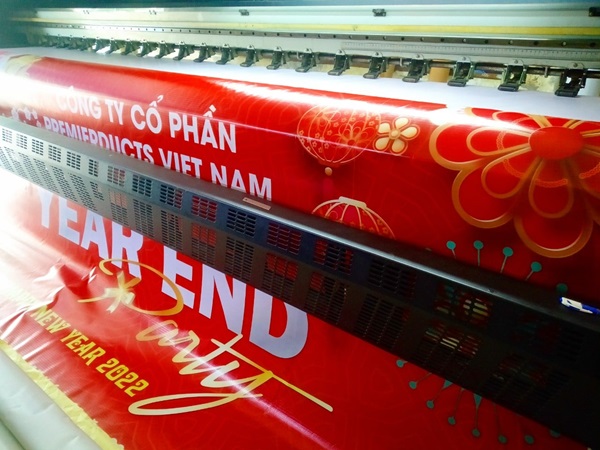 CÔNG TY CỔ PHẦN
PREMIERDUCTS VIET NAM
YEAR END
Party
NEW YEAR 2022